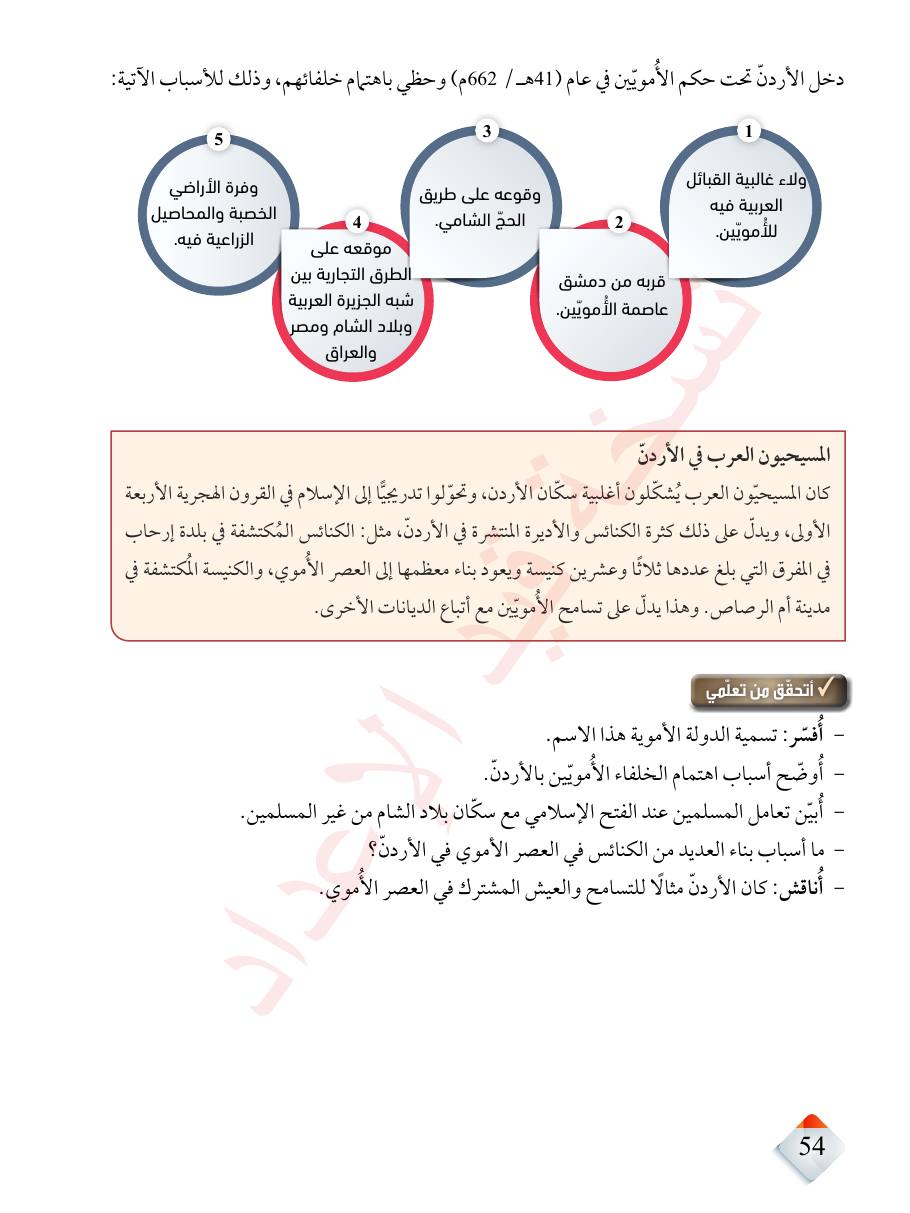 دخل الأردنّ تحت حكم الأُمويّين في عام (41هـ/ 662م) وحظي باهتمام خلفائهم، وذلك للأسباب الآتية:
1
ولاء غالبية القبائل
العربية فيه
للأُمويّين.
2
قربه من دمشق
عاصمة الأُمويّين.
3
وقوعه على طريق
الحجّ الشامي.
4
موقعه على
الطرق التجارية بين
شبه الجزيرة العربية
وبلاد الشام ومصر
والعراق
5
وفرة الأراضي
الخصبة والمحاصيل
الزراعية فيه.
المسيحيون العرب في الأردنّ
كان المسيحيّون العرب يُشكّلون أغلبية سكّان الأردن، وتحوّلوا تدريجيًّا إلى الإسلام في القرون الهجرية الأربعة
الأولى، ويدلّ على ذلك كثرة الكنائس والأديرة المنتشرة في الأردنّ، مثل: الكنائس المُكتشفة في بلدة إرحاب
في المفرق التي بلغ عددها ثلاثًا وعشرين كنيسة ويعود بناء معظمها إلى العصر الأُموي، والكنيسة المُكتشفة في
مدينة أم الرصاص. وهذا يدلّ على تسامح الأُمويّين مع أتباع الديانات الأخرى.
✓ أتحقّق من تعلّمي
– أُفسّر: تسمية الدولة الأموية هذا الاسم.
– أُوضّح أسباب اهتمام الخلفاء الأُمويّين بالأردنّ.
– أُبيّن تعامل المسلمين عند الفتح الإسلامي مع سكّان بلاد الشام من غير المسلمين.
– ما أسباب بناء العديد من الكنائس في العصر الأموي في الأردنّ؟
– أُناقش: كان الأردنّ مثالًا للتسامح والعيش المشترك في العصر الأُموي.
نسخة قيد الإعداد
54